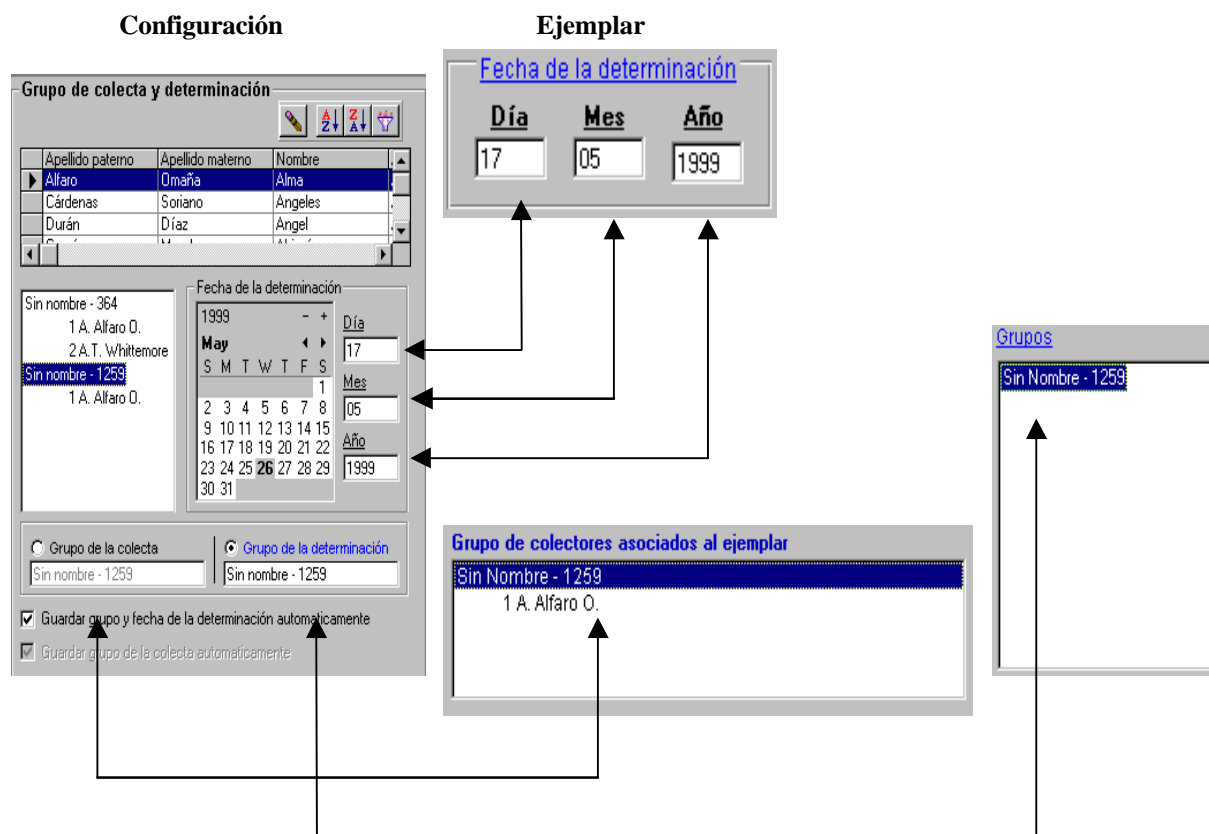 Configuración
Ejemplar
Grupo de colecta y determinación
Apellido paterno Apellido materno Nombre
Alfaro Omaña Alma
Cárdenas Soriano Angeles
Durán Díaz Angel
Sin nombre - 364
1 A. Alfaro O.
2 A.T. Whittemore
Sin nombre - 1259
1 A. Alfaro O.
Fecha de la determinación
1999 - +
May
S M T W T F S
1
2 3 4 5 6 7 8
9 10 11 12 13 14 15
16 17 18 19 20 21 22
23 24 25 26 27 28 29
30 31
Día
17
Mes
05
Año
1999
Grupo de la colecta
Sin nombre - 1259
Grupo de la determinación
Sin nombre - 1259
Guardar grupo y fecha de la determinación automaticamente
Guardar grupo de la colecta automaticamente
Fecha de la determinación
Día Mes Año
17 05 1999
Grupo de colectores asociados al ejemplar
Sin Nombre - 1259
1 A. Alfaro O.
Grupos
Sin Nombre - 1259